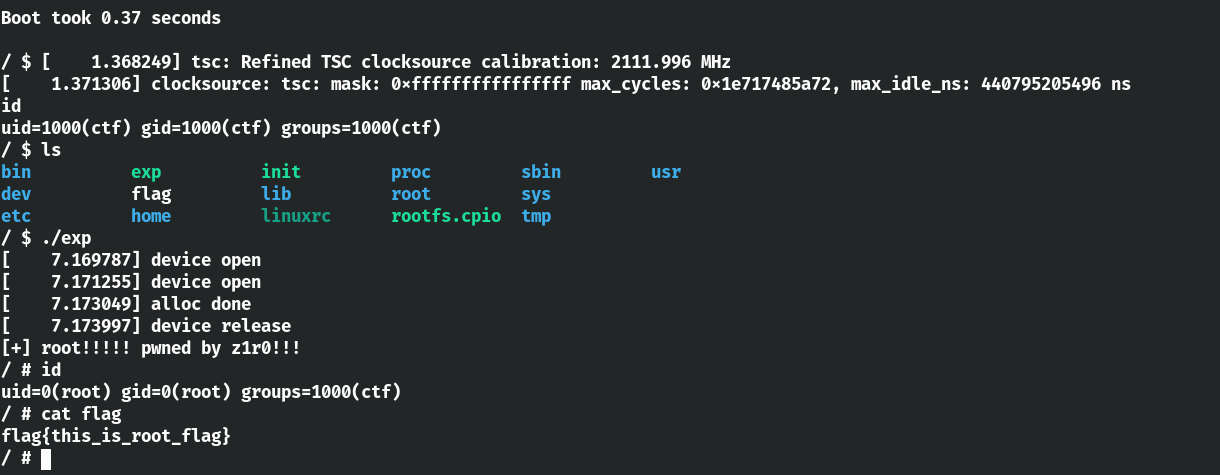 Boot took 0.37 seconds
/ $ [    1.368249] tsc: Refined TSC clocksource calibration: 2111.996 MHz
[    1.371306] clocksource: tsc: mask: 0xffffffffffffffff max_cycles: 0x1e717485a72, max_idle_ns: 440795205496 ns
id
uid=1000(ctf) gid=1000(ctf) groups=1000(ctf)
/ $ ls
bin          exp          init         proc         sbin         usr
dev          flag         lib          root         sys
etc          home         linuxrc      rootfs.cpio  tmp
/ $ ./exp
[    7.169787] device open
[    7.171255] device open
[    7.173049] alloc done
[    7.173997] device release
[+] root!!!!! pwned by z1r0!!!
/ # id
uid=0(root) gid=0(root) groups=1000(ctf)
/ # cat flag
flag{this_is_root_flag}
/ #